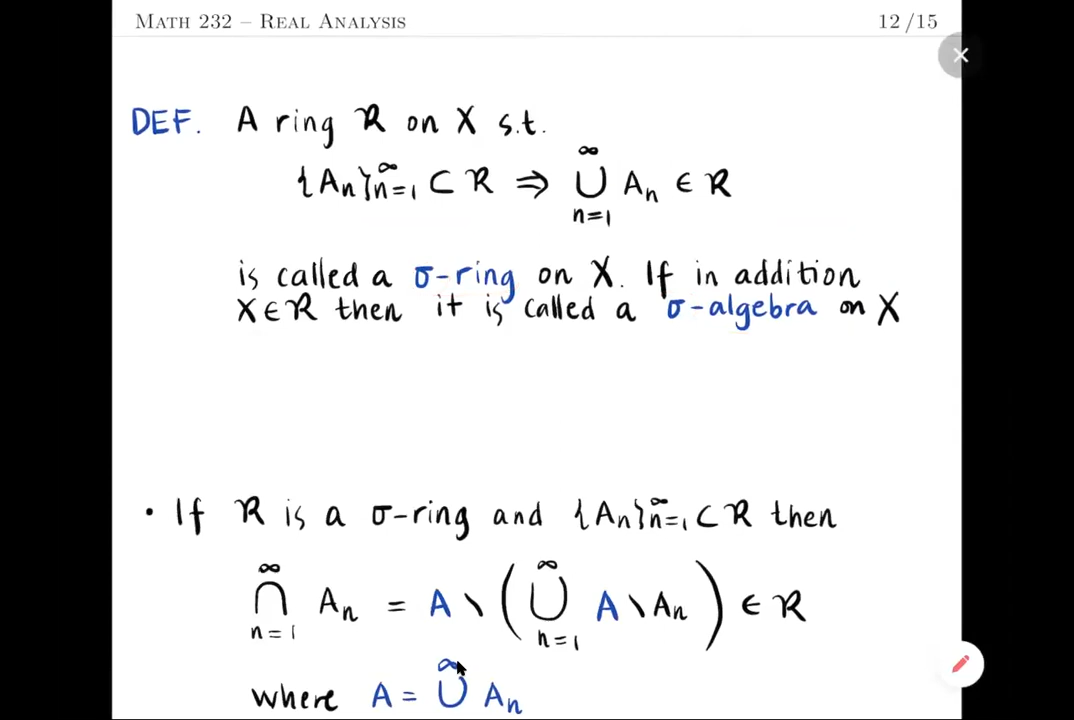 MATH 232 – REAL ANALYSIS 12/15
DEF. A ring ℛ on X s.t.
{Aₙ}ₙ₌₁^∞ ⊂ ℛ ⇒ ⋃ₙ₌₁^∞ Aₙ ∈ ℛ
is called a σ-ring on X. If in addition
X ∈ ℛ then it is called a σ-algebra on X
• If ℛ is a σ-ring and {Aₙ}ₙ₌₁^∞ ⊂ ℛ then
⋂ₙ₌₁^∞ Aₙ = A \ (⋃ₙ₌₁^∞ A \ Aₙ) ∈ ℛ
where A = ⋃^∞ Aₙ